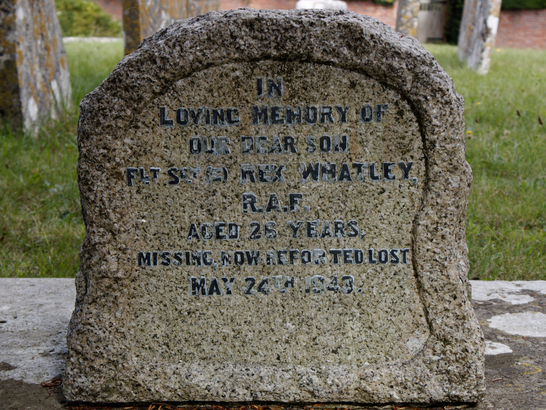 IN
LOVING MEMORY OF
OUR DEAR SON.
FLT SGT (P) REX WHATLEY,
R.A.F.
AGED 25 YEARS.
MISSING, NOW REPORTED LOST
MAY 24TH 1943.